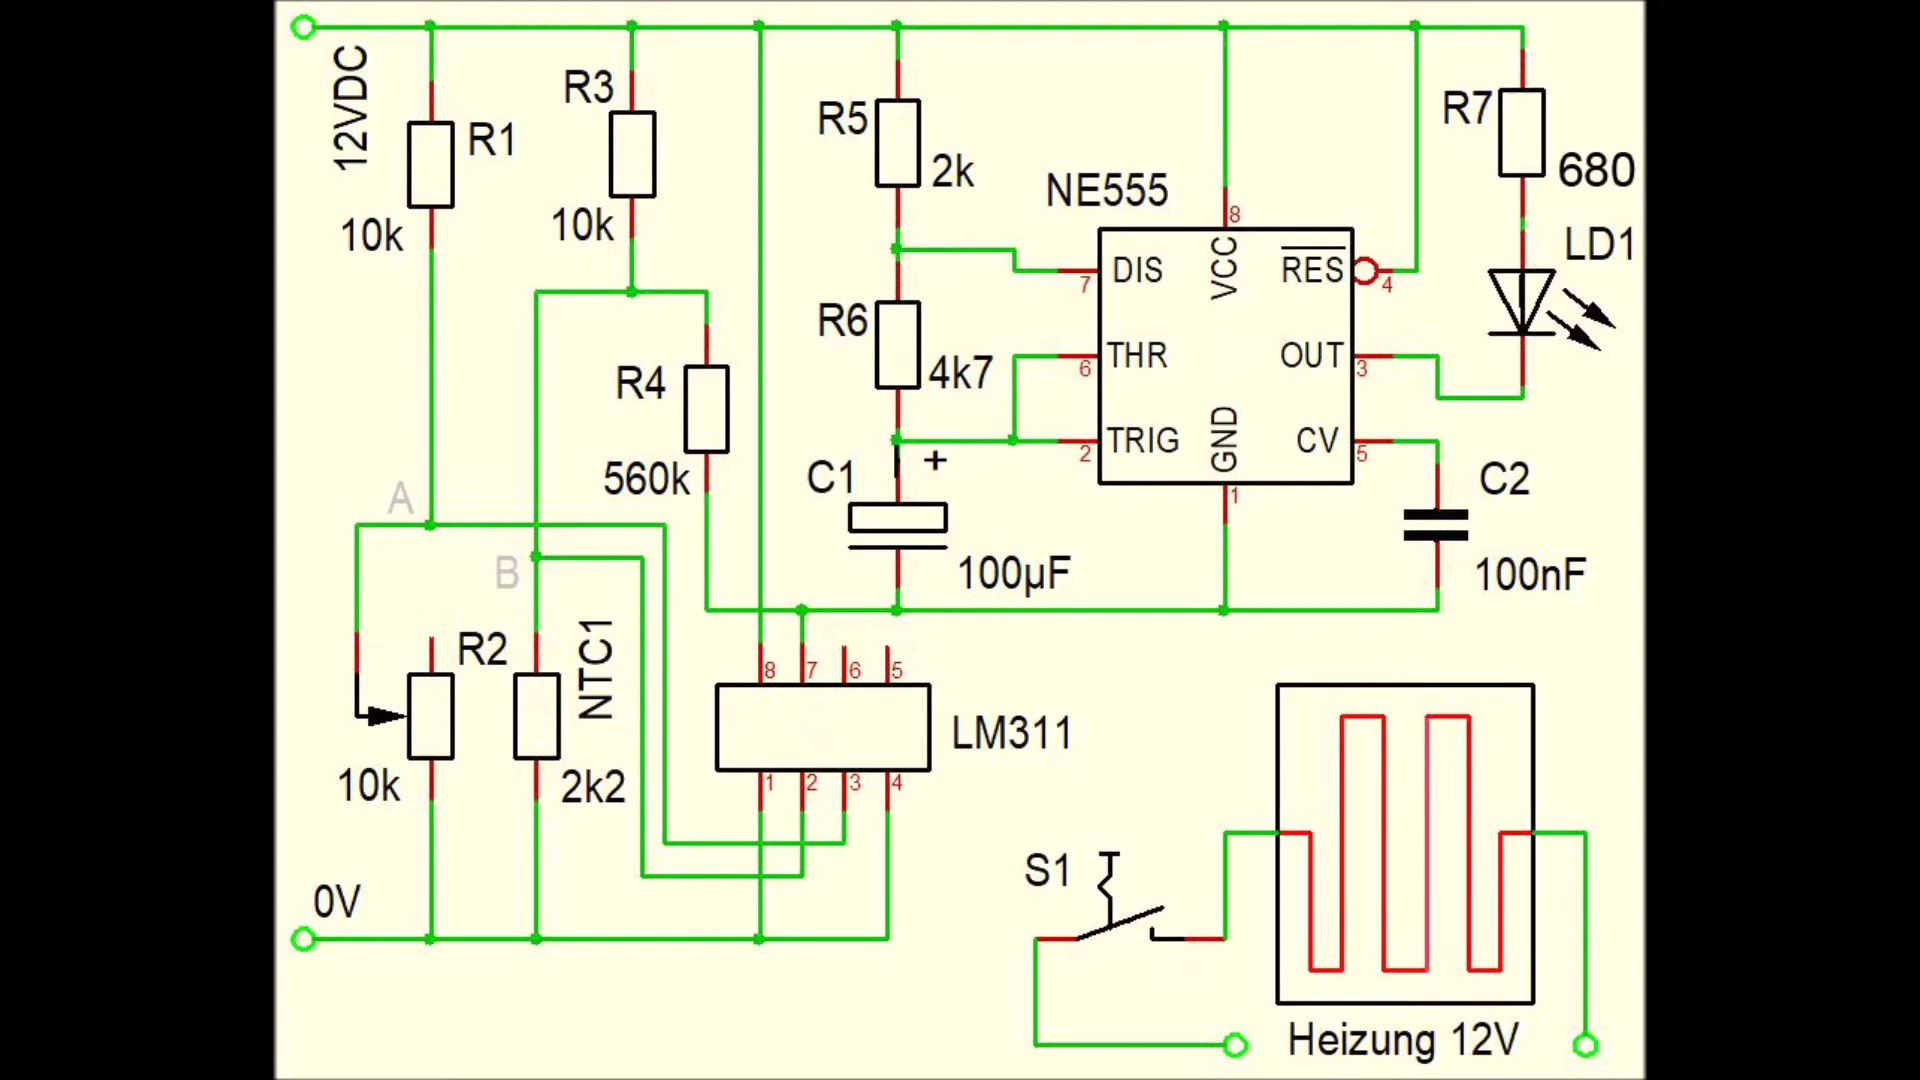 12VDC
R1
10k
R3
10k
R5
2k
NE555
R7
680
LD1
8
DIS
VCC
RES
7
4
R6
4k7
THR
OUT
6
3
R4
560k
TRIG
GND
CV
2
5
1
C1
+
100µF
C2
100nF
A
B
R2
10k
NTC1
2k2
8
7
6
5
LM311
1
2
3
4
0V
S1
Heizung 12V